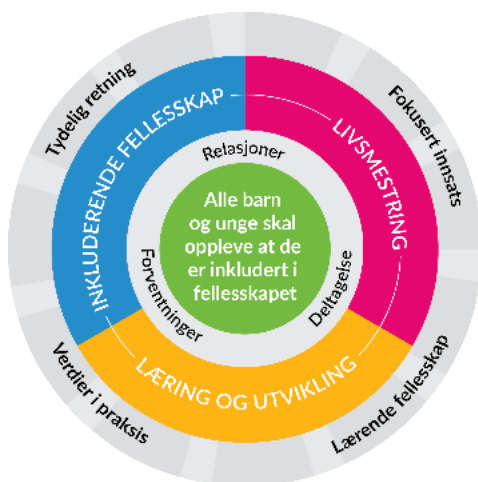 Tydelig retning
Fokusert innsats
INKLUDERENDE FELLESSKAP
LIVSMESTRING
Relasjoner
Alle barn
og unge skal
oppleve at de
er inkludert i
fellesskapet
Forventninger
Deltagelse
LÆRING OG UTVIKLING
Verdier i praksis
Lærende fellesskap